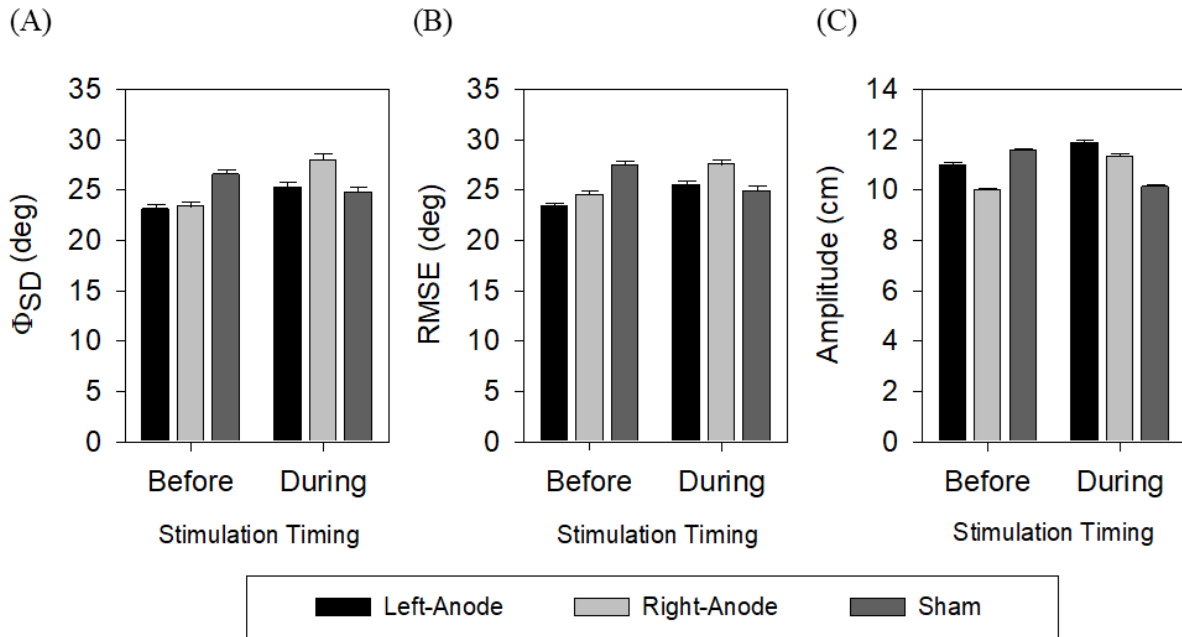 (A)
(B)
(C)
35
30
25
20
15
10
5
0
ΦSD (deg)
Before
During
Stimulation Timing
35
30
25
20
15
10
5
0
RMSE (deg)
Before
During
Stimulation Timing
14
12
10
8
6
4
2
0
Amplitude (cm)
Before
During
Stimulation Timing
Left-Anode
Right-Anode
Sham